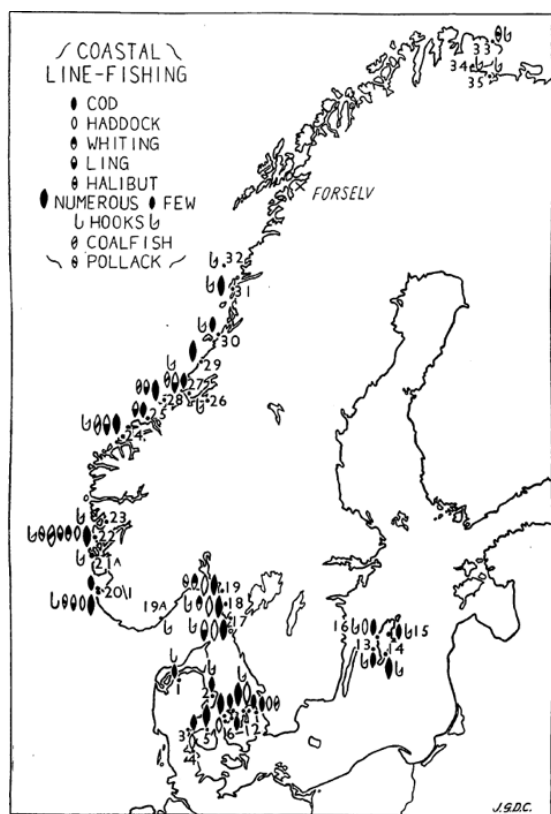 COASTAL
LINE-FISHING
COD
HADDOCK
WHITING
LING
HALIBUT
NUMEROUS FEW
HOOKS
COALFISH
POLLACK
33
34
35
FORSELV
32
31
30
29
27
28
26
25
24
23
22
21A
20\1
19A
19
18
17
16
15
13
14
1
2
3
4
5
6
12
J.G.D.C.